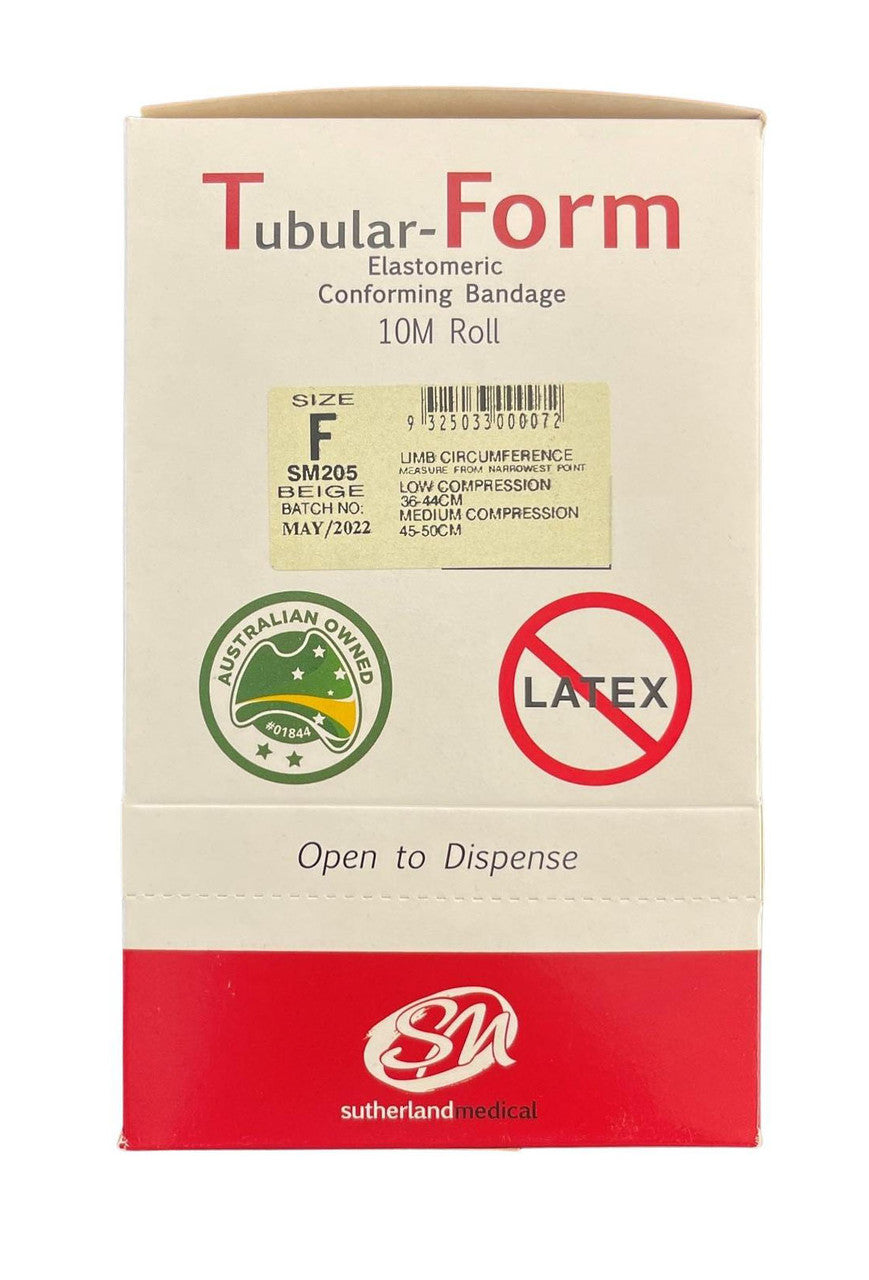 Tubular-Form
Elastomeric
Conforming Bandage
10M Roll
SIZE
F
SM205
BEIGE
BATCH NO:
MAY/2022
9 325033 000072
LIMB CIRCUMFERENCE
MEASURE FROM NARROWEST POINT
LOW COMPRESSION
36-44CM
MEDIUM COMPRESSION
45-50CM
AUSTRALIAN OWNED
#01844
LATEX
Open to Dispense
SM
sutherlandmedical